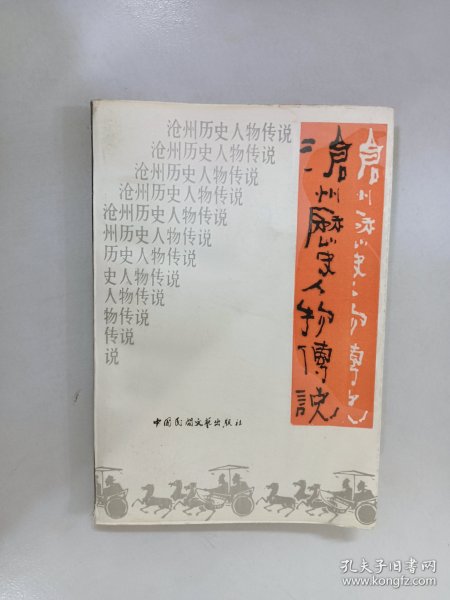 沧州历史人物传说
沧州历史人物传说
沧州历史人物传说
沧州历史人物传说
沧州历史人物传说
州历史人物传说
历史人物传说
史人物传说
人物传说
物传说
传说
说
滄州歷史人物傳說
中国民间文艺出版社
孔夫子旧书网
www.kongfz.com